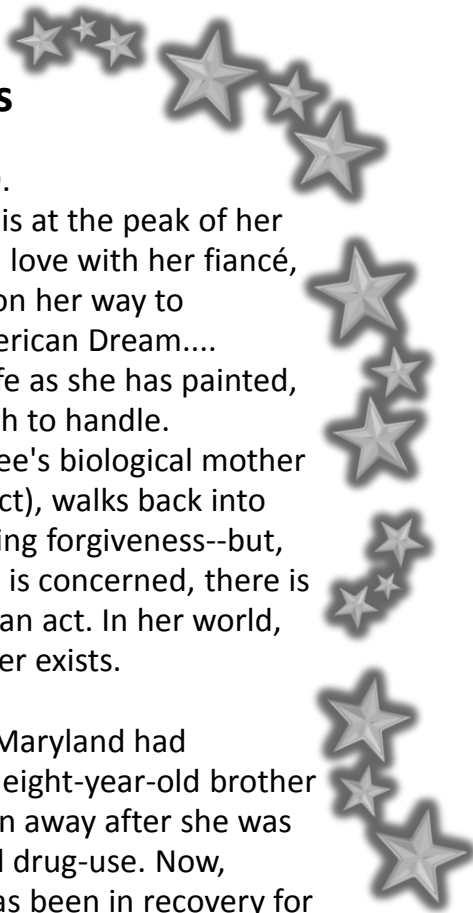 s
.
is at the peak of her
love with her fiancé,
on her way to
erican Dream....
fe as she has painted,
h to handle.
ee's biological mother
ct), walks back into
ing forgiveness--but,
is concerned, there is
an act. In her world,
er exists.
Maryland had
eight-year-old brother
n away after she was
d drug-use. Now,
as been in recovery for